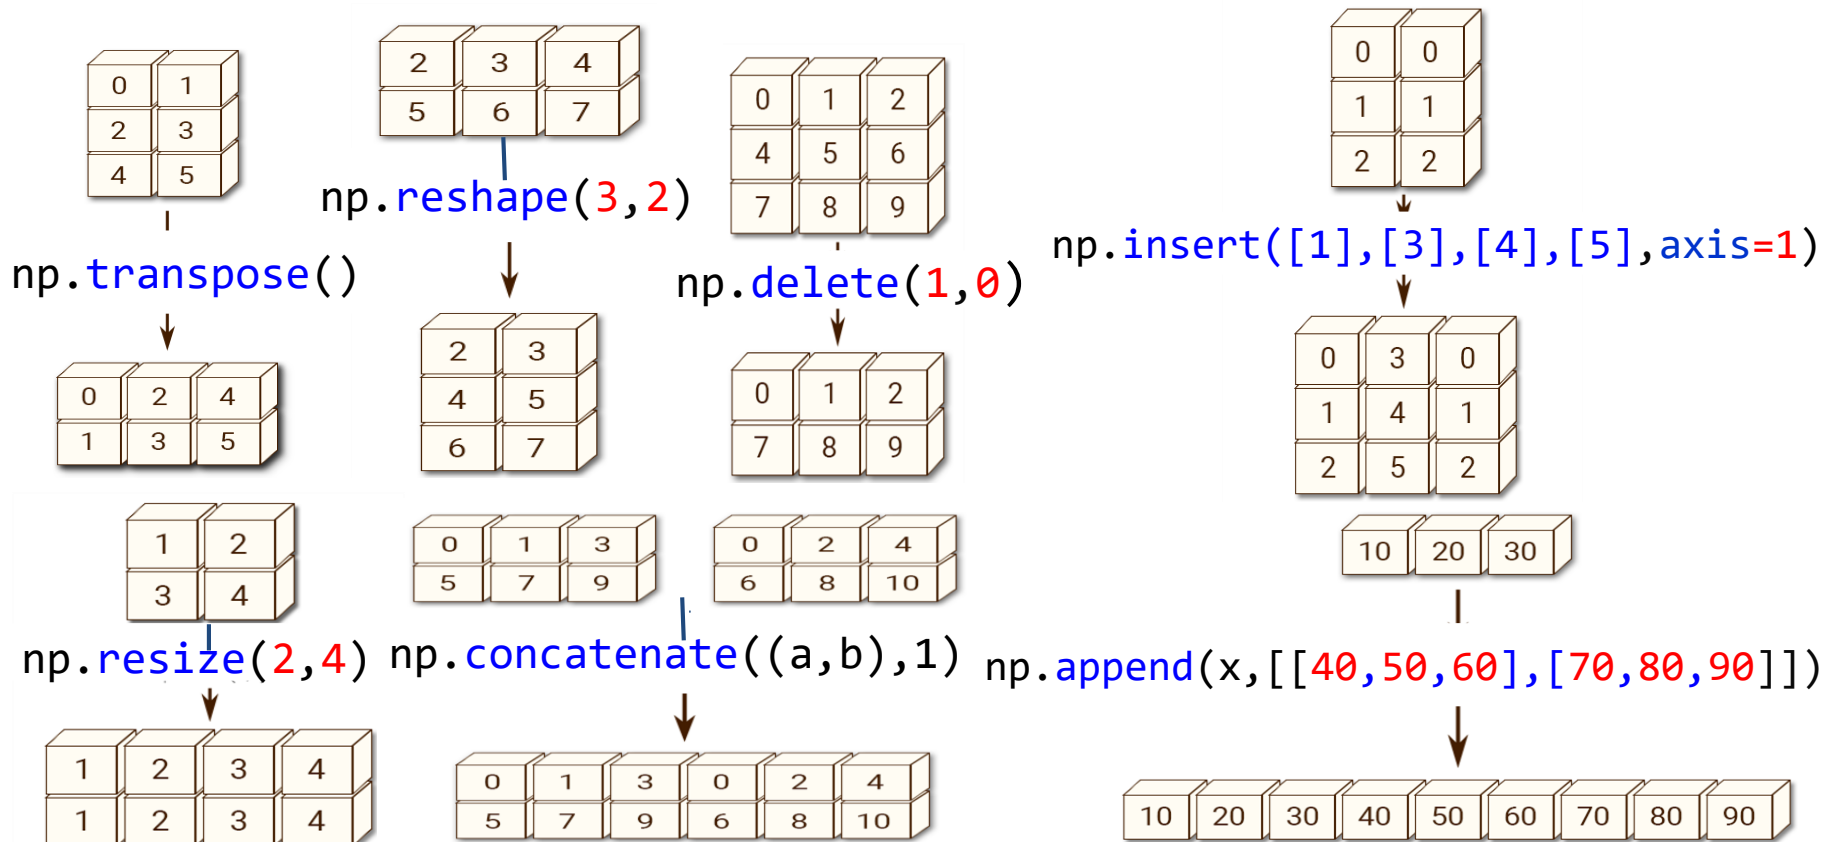 0 1
2 3
4 5
np.transpose()
0 2 4
1 3 5
2 3 4
5 6 7
np.reshape(3,2)
2 3
4 5
6 7
0 1 2
4 5 6
7 8 9
np.delete(1,0)
0 1 2
7 8 9
0 0
1 1
2 2
np.insert([1],[3],[4],[5],axis=1)
0 3 0
1 4 1
2 5 2
1 2
3 4
np.resize(2,4)
1 2 3 4
1 2 3 4
0 1 3
5 7 9
0 2 4
6 8 10
np.concatenate((a,b),1)
0 1 3 0 2 4
5 7 9 6 8 10
10 20 30
np.append(x,[[40,50,60],[70,80,90]])
10 20 30 40 50 60 70 80 90